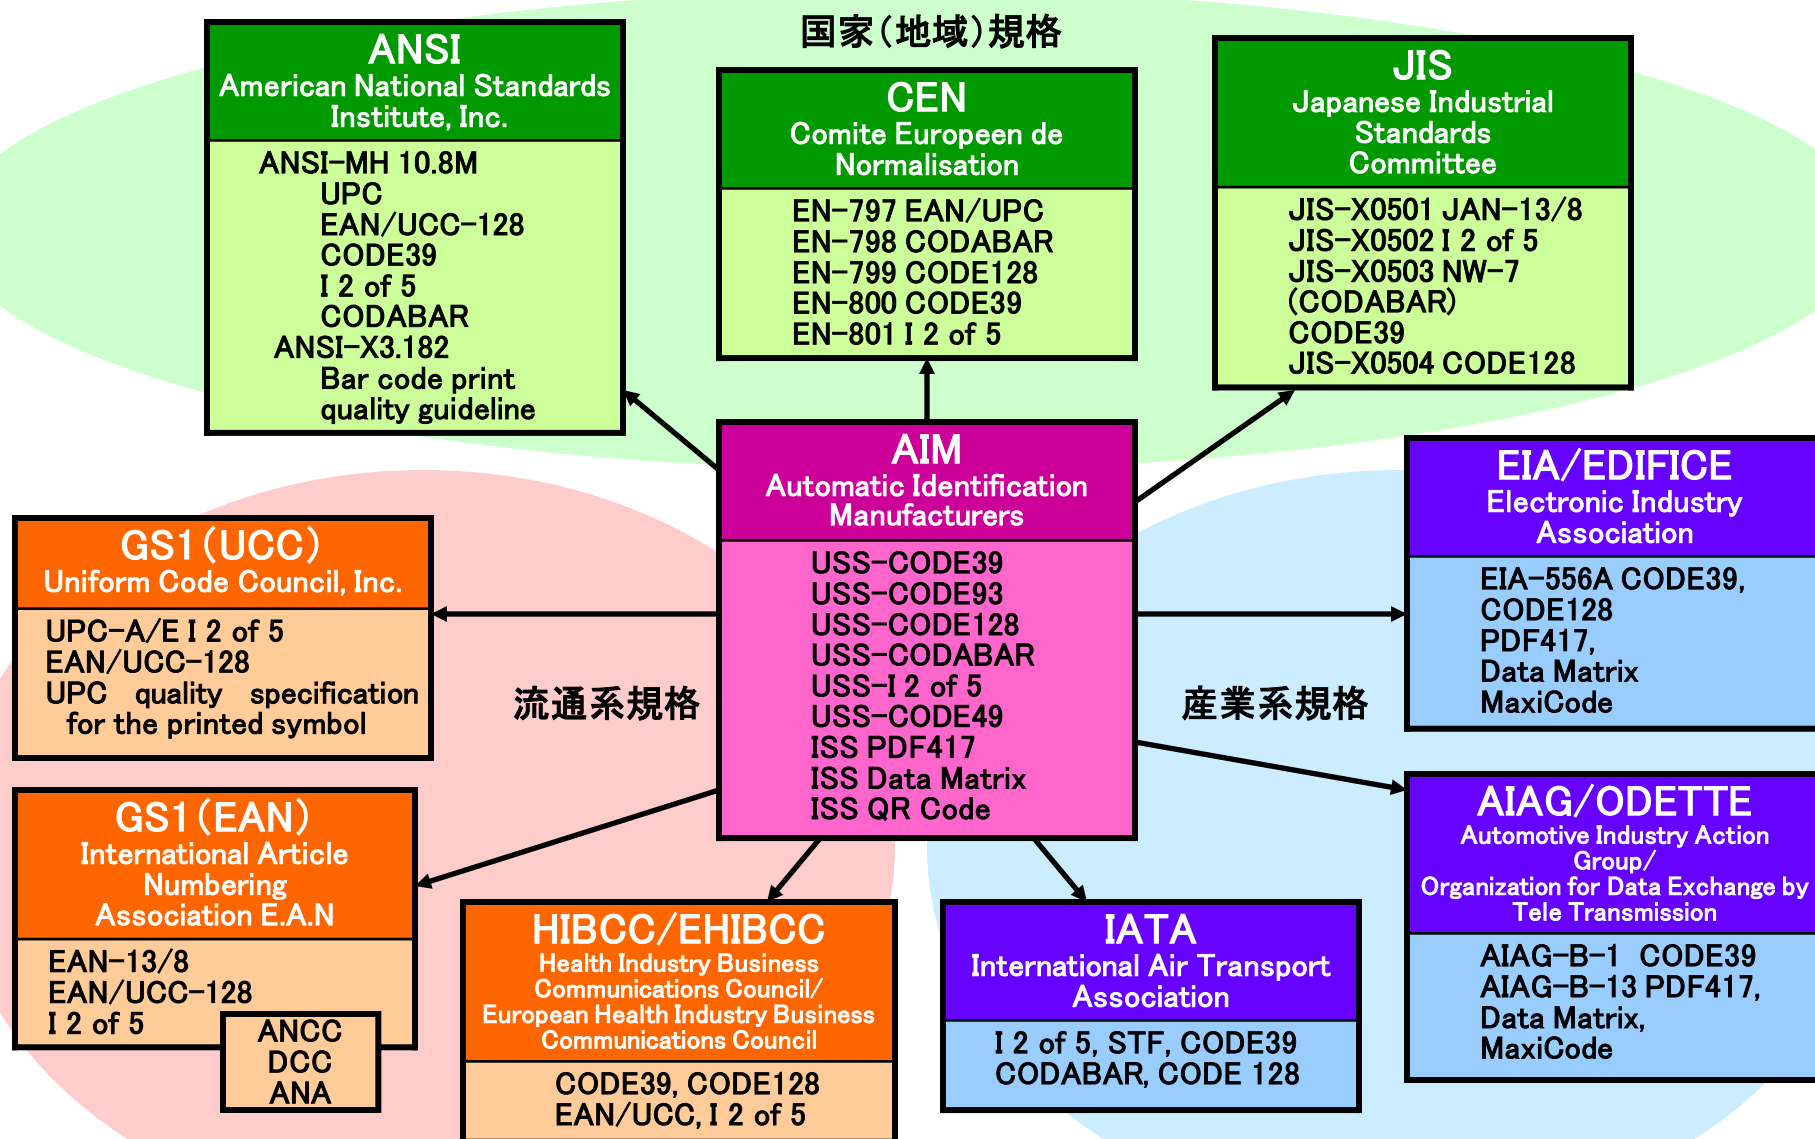 国家(地域)規格
ANSI
American National Standards
Institute, Inc.
ANSI-MH 10.8M
UPC
EAN/UCC-128
CODE39
I 2 of 5
CODABAR
ANSI-X3.182
Bar code print
quality guideline
CEN
Comite Europeen de
Normalisation
EN-797 EAN/UPC
EN-798 CODABAR
EN-799 CODE128
EN-800 CODE39
EN-801 I 2 of 5
JIS
Japanese Industrial
Standards
Committee
JIS-X0501 JAN-13/8
JIS-X0502 I 2 of 5
JIS-X0503 NW-7
(CODABAR)
CODE39
JIS-X0504 CODE128
AIM
Automatic Identification
Manufacturers
USS-CODE39
USS-CODE93
USS-CODE128
USS-CODABAR
USS-I 2 of 5
USS-CODE49
ISS PDF417
ISS Data Matrix
ISS QR Code
流通系規格
産業系規格
GS1(UCC)
Uniform Code Council, Inc.
UPC-A/E I 2 of 5
EAN/UCC-128
UPC quality specification
for the printed symbol
GS1(EAN)
International Article
Numbering
Association E.A.N
EAN-13/8
EAN/UCC-128
I 2 of 5
ANCC
DCC
ANA
HIBCC/EHIBCC
Health Industry Business
Communications Council/
European Health Industry Business
Communications Council
CODE39, CODE128
EAN/UCC, I 2 of 5
IATA
International Air Transport
Association
I 2 of 5, STF, CODE39
CODABAR, CODE 128
EIA/EDIFICE
Electronic Industry
Association
EIA-556A CODE39,
CODE128
PDF417,
Data Matrix
MaxiCode
AIAG/ODETTE
Automotive Industry Action
Group/
Organization for Data Exchange by
Tele Transmission
AIAG-B-1 CODE39
AIAG-B-13 PDF417,
Data Matrix,
MaxiCode